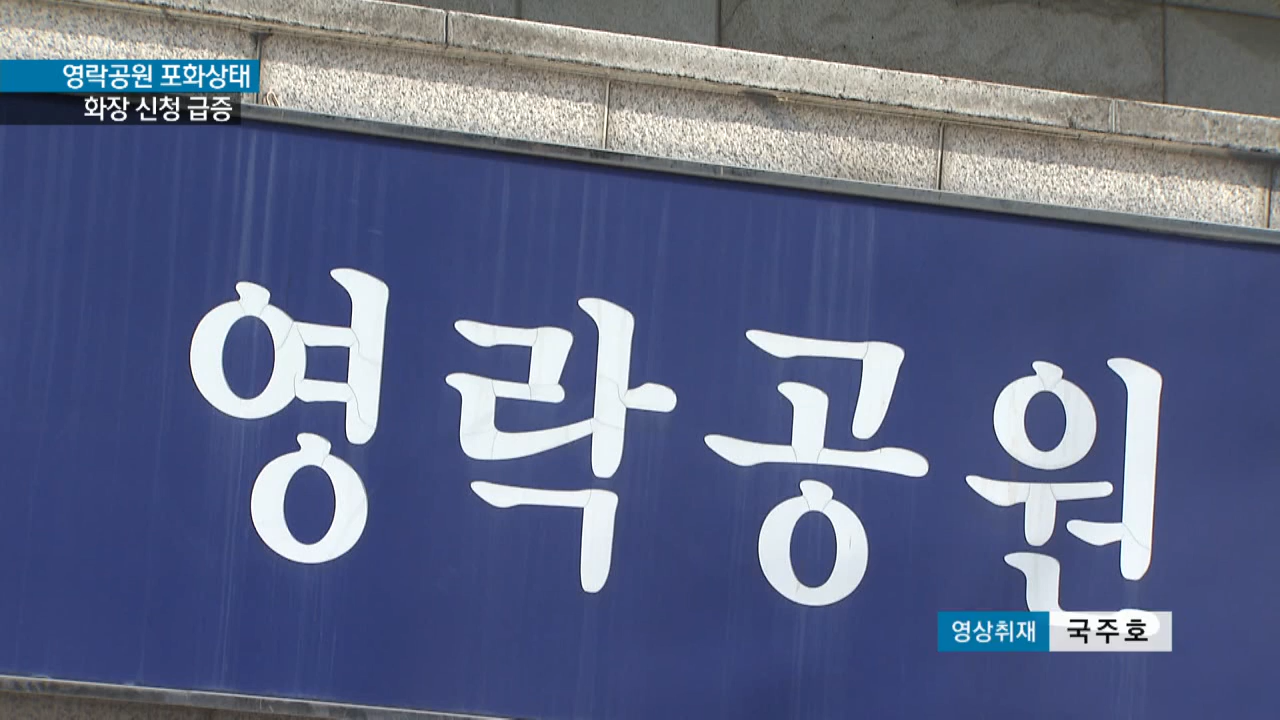 영락공원 포화상태
화장 신청 급증
영락공원
영상취재 국주호